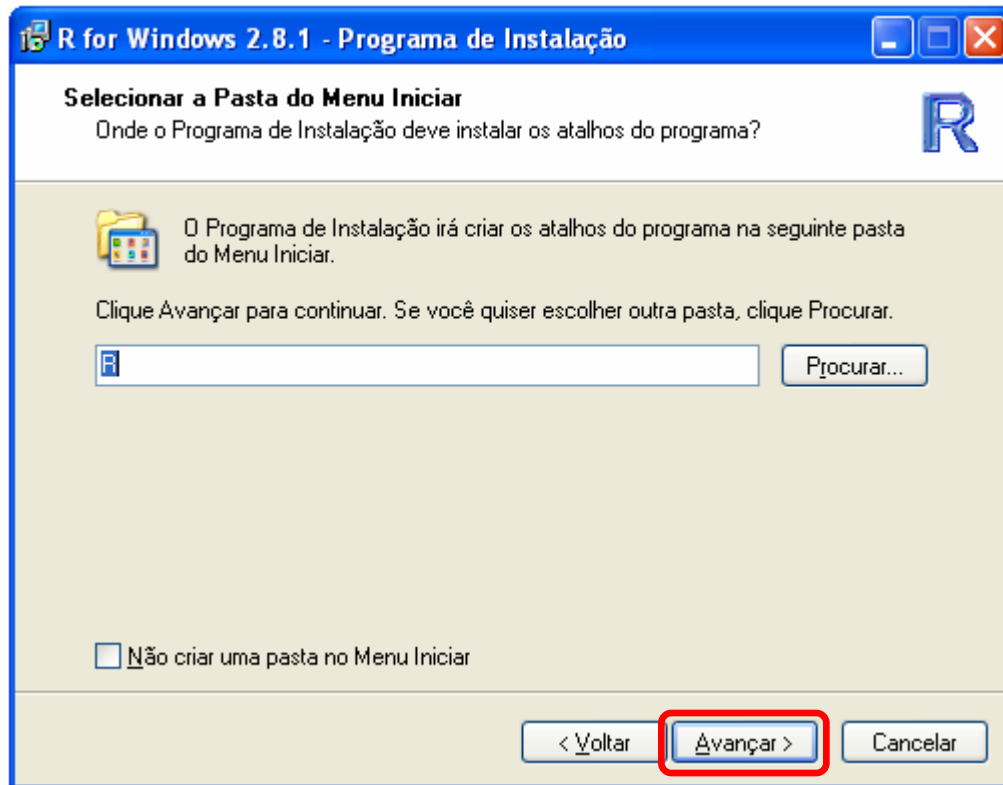 R for Windows 2.8.1 - Programa de Instalação
Selecionar a Pasta do Menu Iniciar
Onde o Programa de Instalação deve instalar os atalhos do programa?
R
O Programa de Instalação irá criar os atalhos do programa na seguinte pasta
do Menu Iniciar.
Clique Avançar para continuar. Se você quiser escolher outra pasta, clique Procurar.
R
Procurar...
Não criar uma pasta no Menu Iniciar
< Voltar
Avançar >
Cancelar